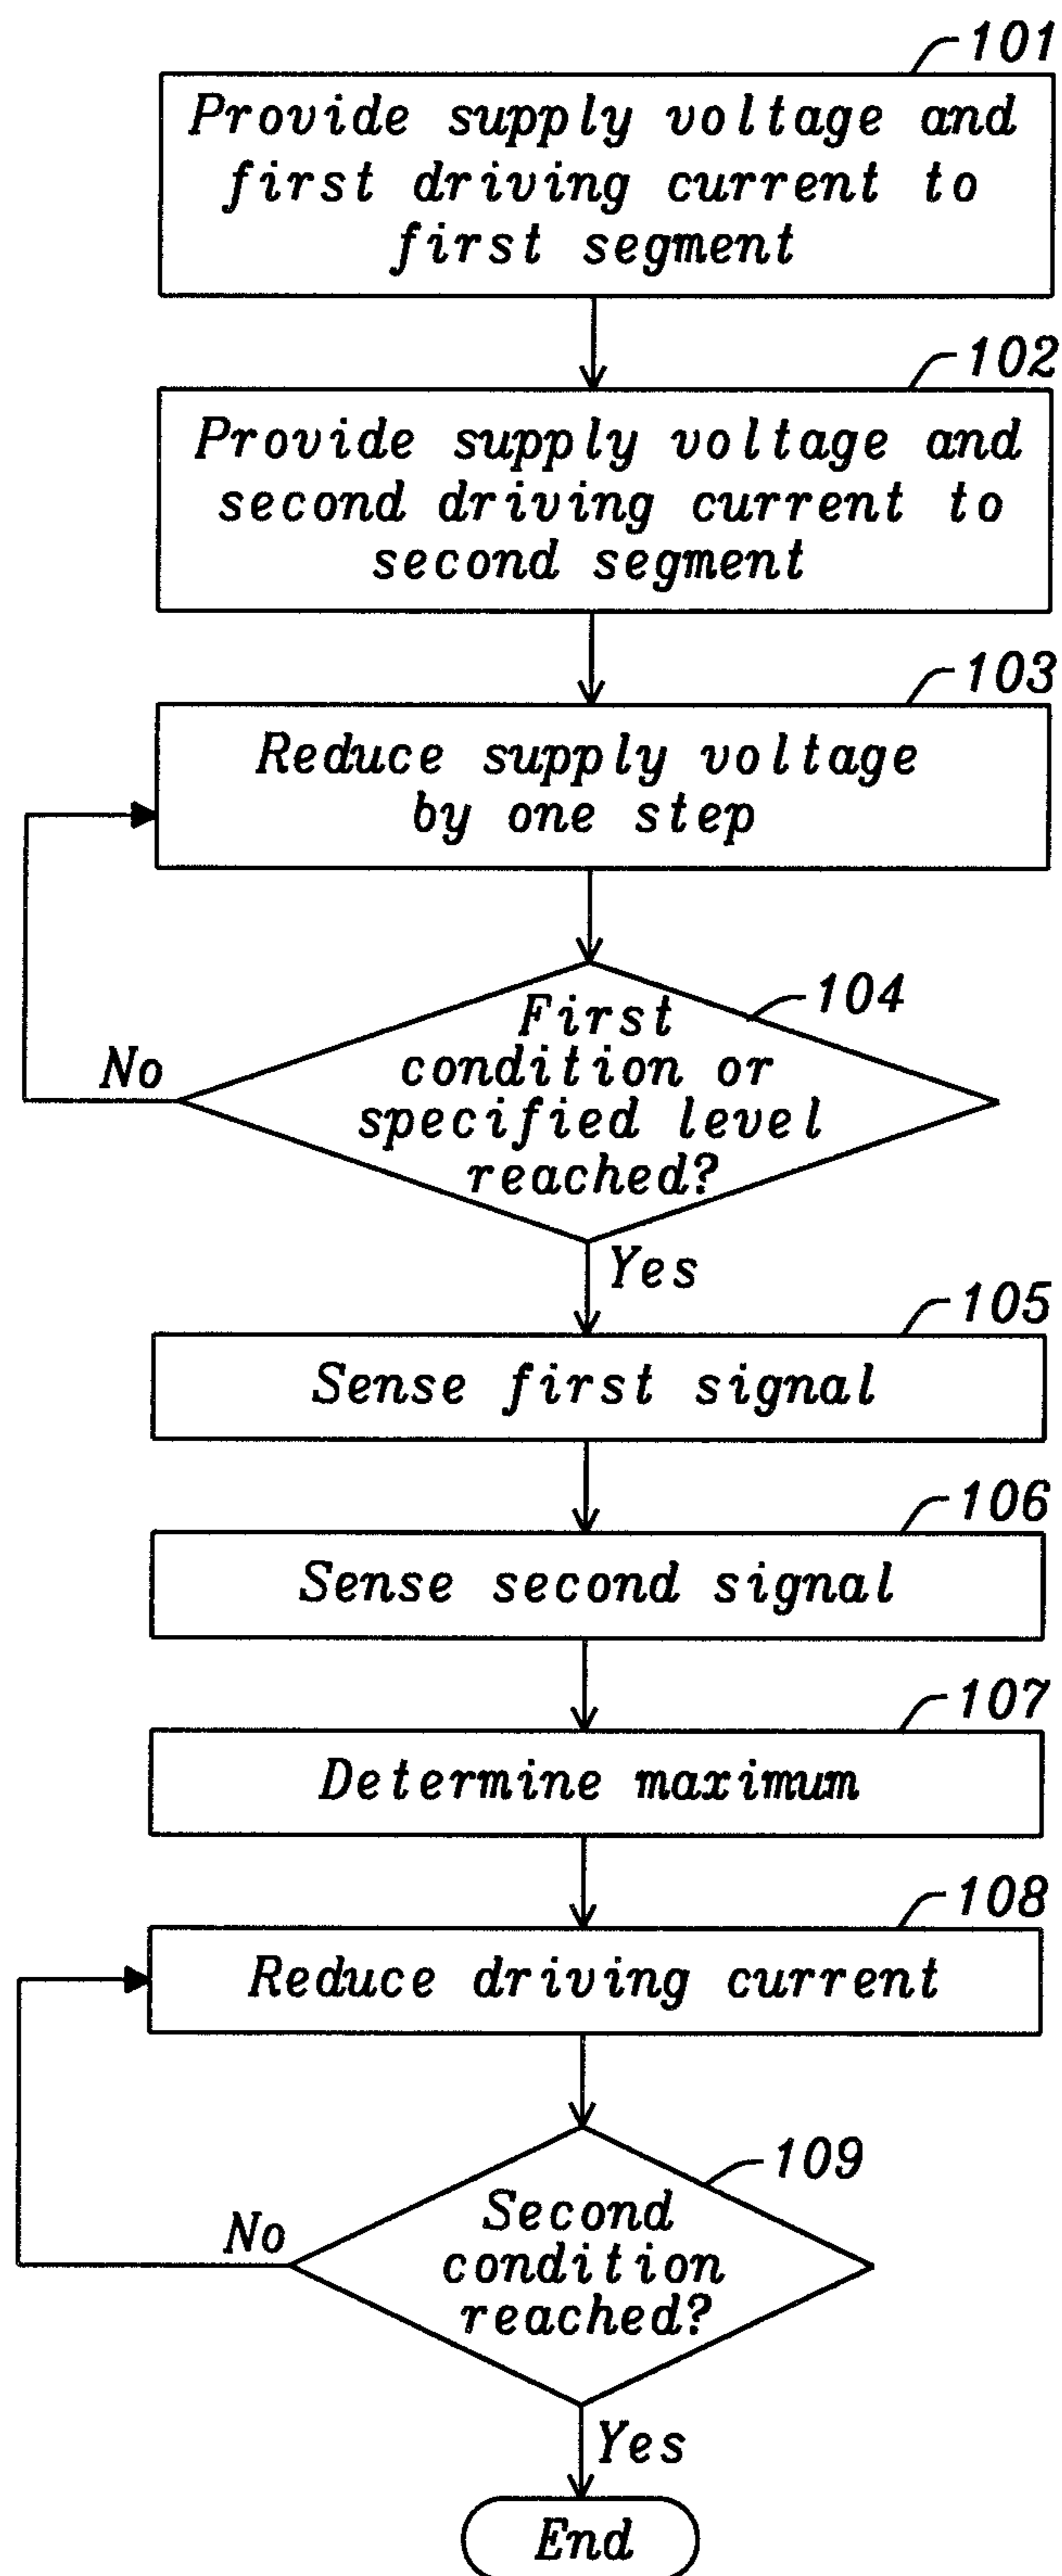 101
Provide supply voltage and
first driving current to
first segment
102
Provide supply voltage and
second driving current to
second segment
103
Reduce supply voltage
by one step
104
First
condition or
specified level
reached?
No
Yes
105
Sense first signal
106
Sense second signal
107
Determine maximum
108
Reduce driving current
109
Second
condition
reached?
No
Yes
End